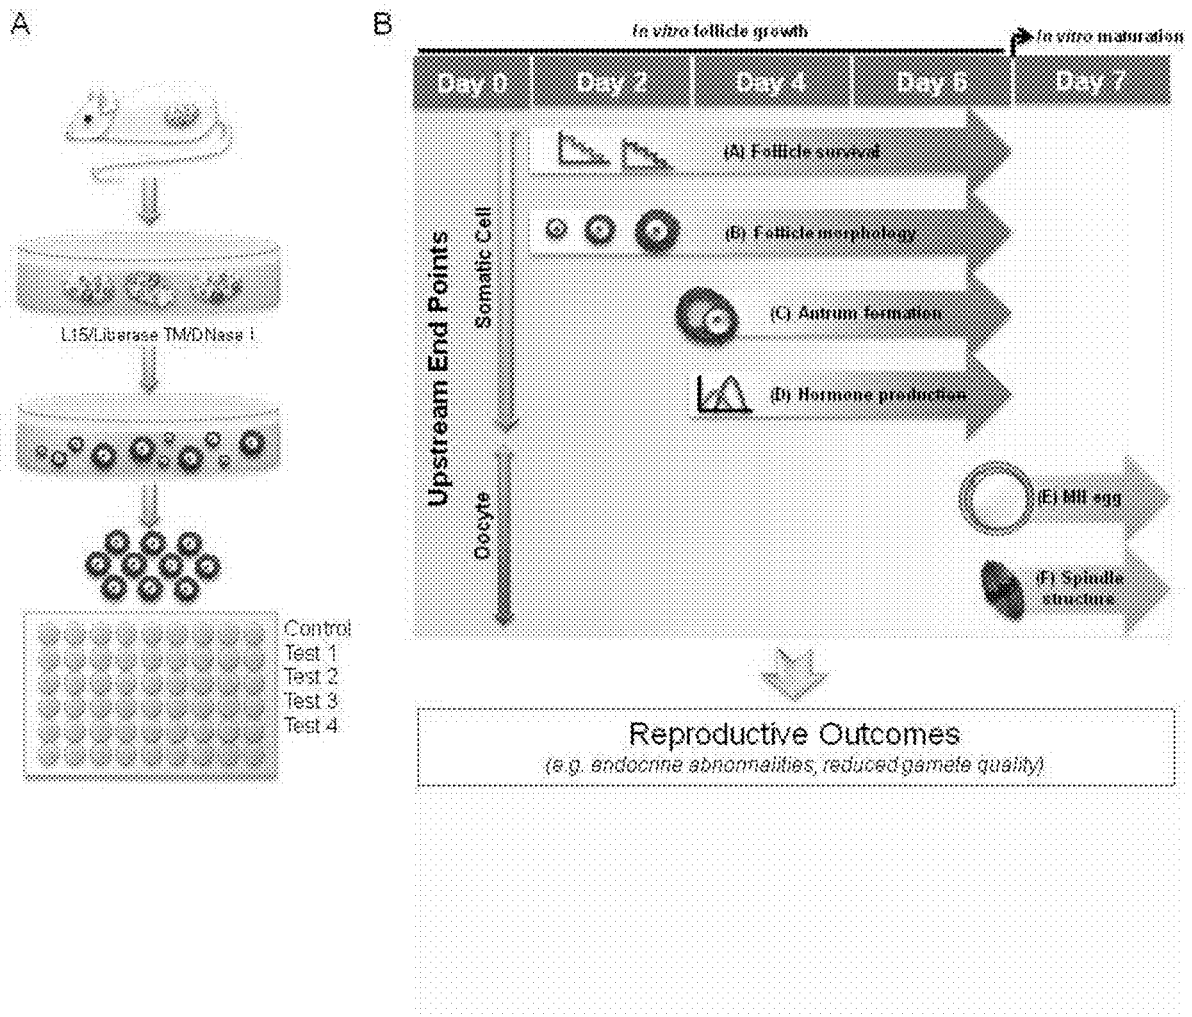 A
L15/Liberase TM/DNase I
Control
Test 1
Test 2
Test 3
Test 4
B
In vitro follicle growth
In vitro maturation
Day 0
Day 2
Day 4
Day 6
Day 7
Upstream End Points
Somatic Cell
Oocyte
(A) Follicle survival
(B) Follicle morphology
(C) Antrum formation
(D) Hormone production
(E) MII egg
(F) Spindle
structure
Reproductive Outcomes
(e.g. endocrine abnormalities, reduced gamete quality)